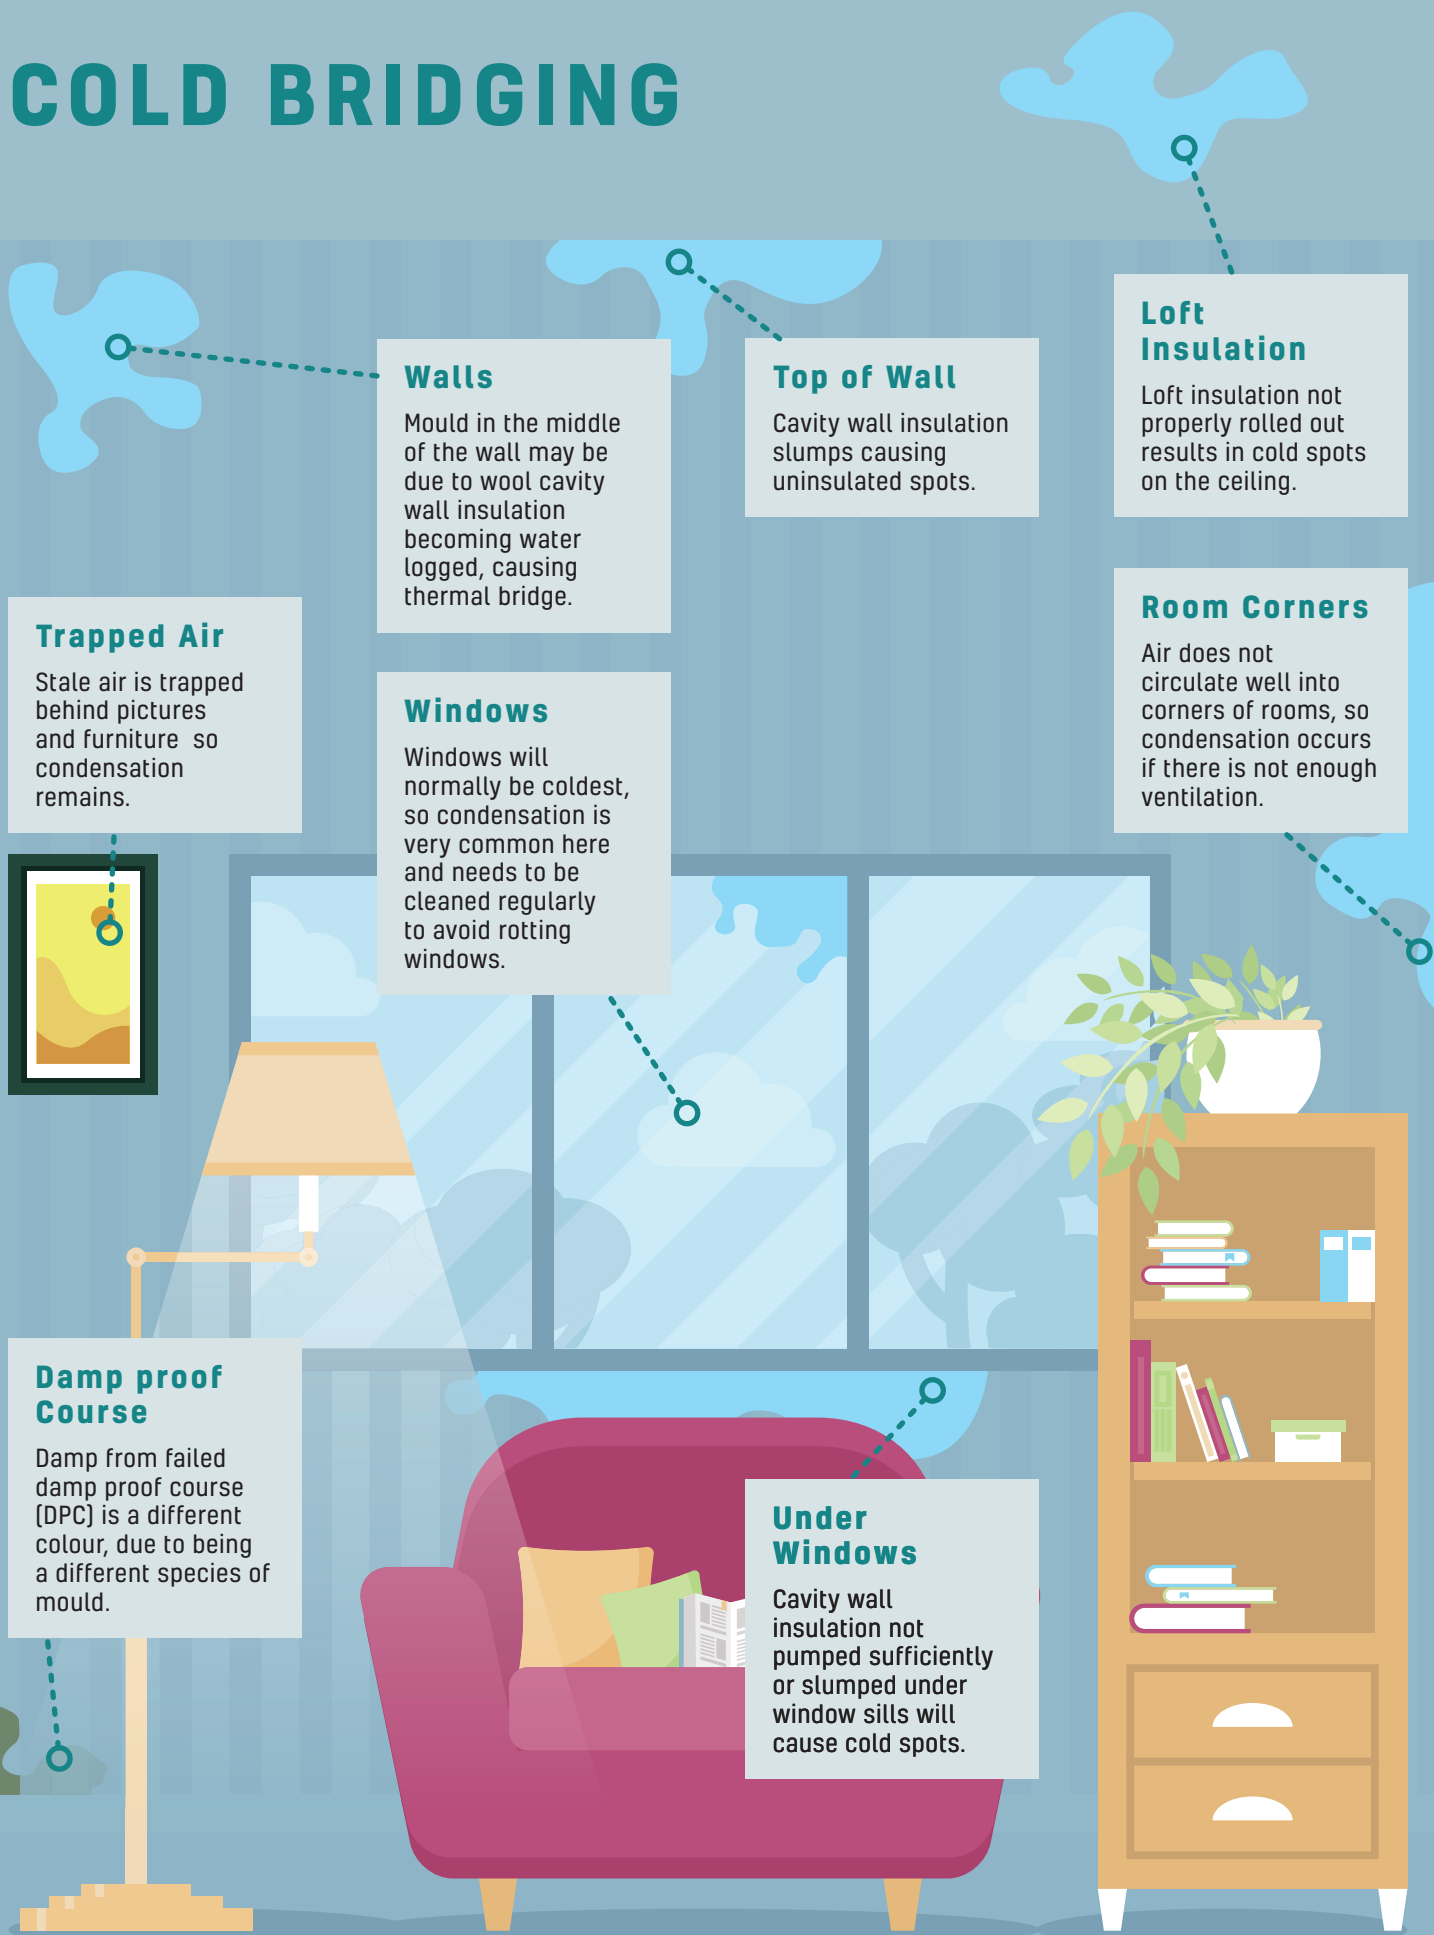 COLD BRIDGING
Loft
Insulation
Loft insulation not
properly rolled out
results in cold spots
on the ceiling.
Walls
Mould in the middle
of the wall may be
due to wool cavity
wall insulation
becoming water
logged, causing
thermal bridge.
Top of Wall
Cavity wall insulation
slumps causing
uninsulated spots.
Trapped Air
Stale air is trapped
behind pictures
and furniture  so
condensation
remains.
Windows
Windows will
normally be coldest,
so condensation is
very common here
and needs to be
cleaned regularly
to avoid rotting
windows.
Room Corners
Air does not
circulate well into
corners of rooms, so
condensation occurs
if there is not enough
ventilation.
Damp proof
Course
Damp from failed
damp proof course
(DPC) is a different
colour, due to being
a different species of
mould.
Under
Windows
Cavity wall
insulation not
pumped sufficiently
or slumped under
window sills will
cause cold spots.